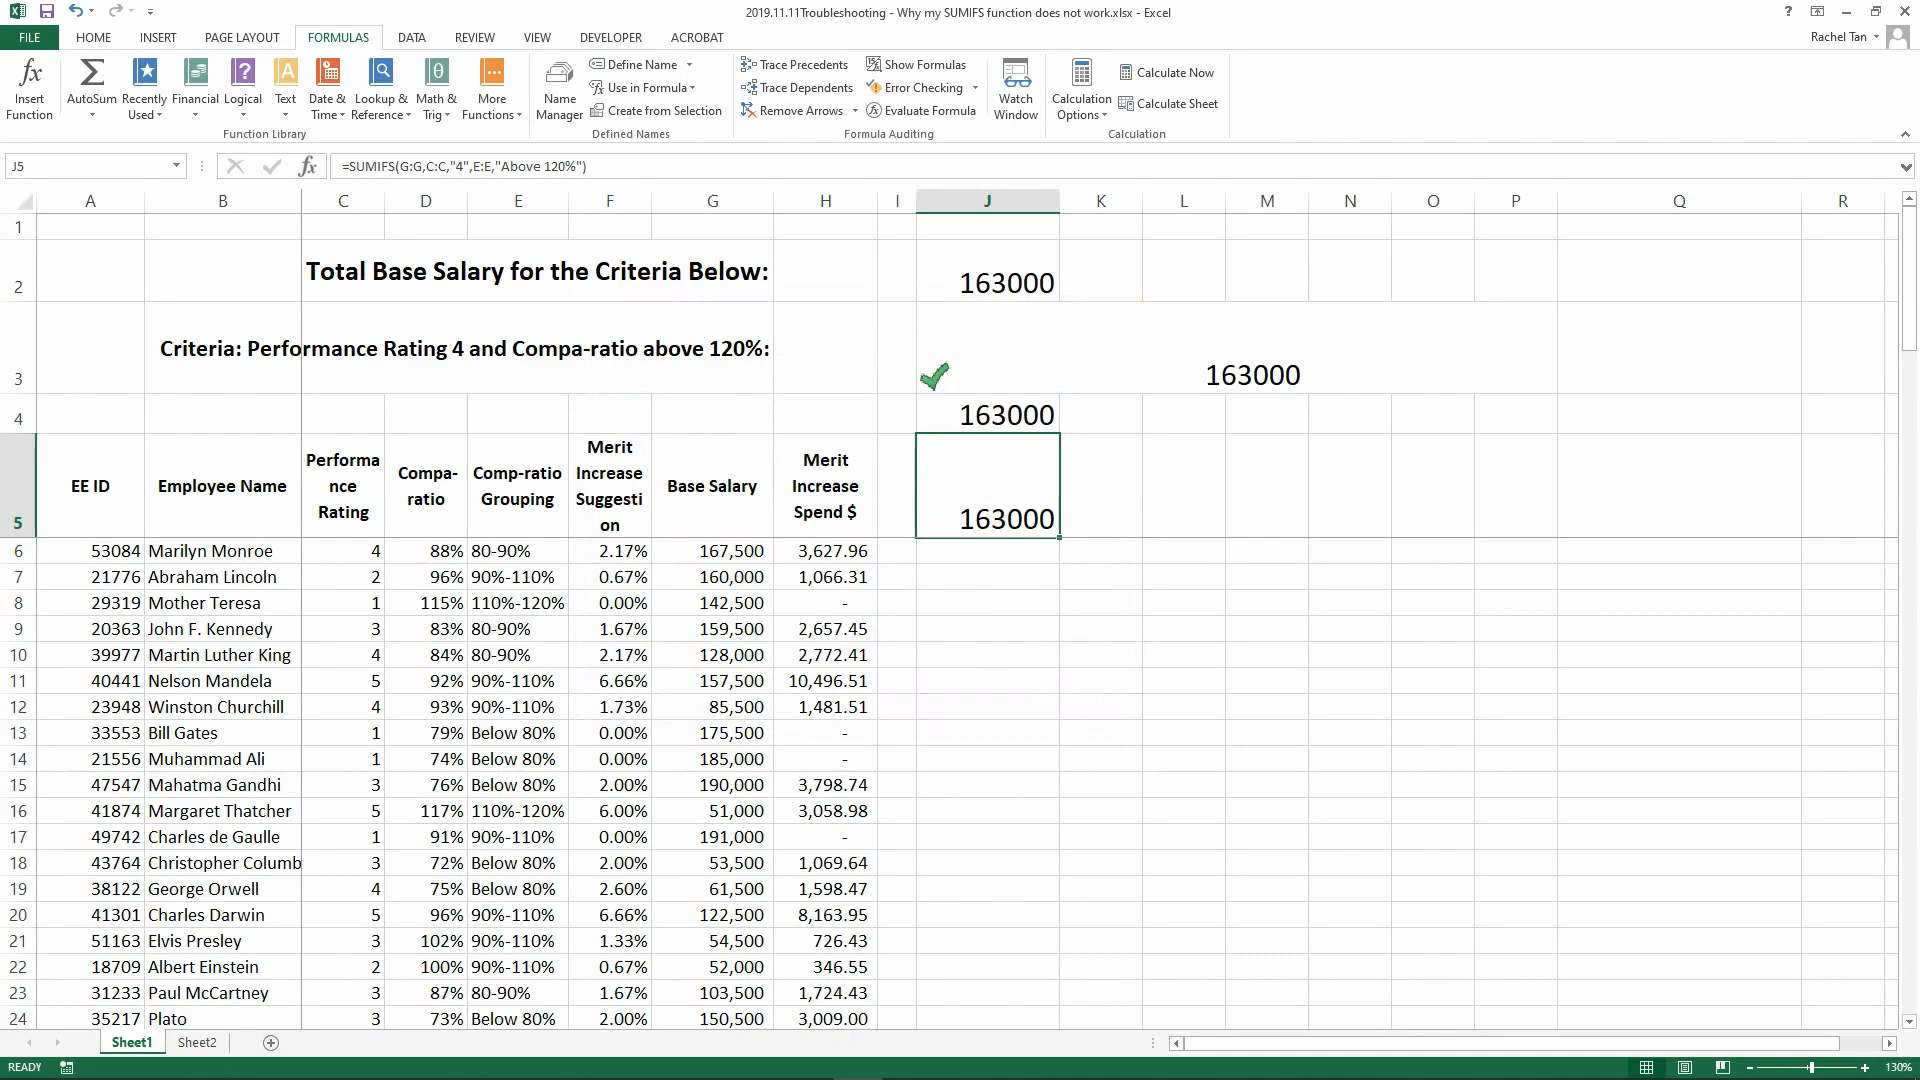 2019.11.11Troubleshooting - Why my SUMIFS function does not work.xlsx - Excel
FILE HOME INSERT PAGE LAYOUT FORMULAS DATA REVIEW VIEW DEVELOPER ACROBAT Rachel Tan
Insert Function
AutoSum
Recently Used
Financial
Logical
Text
Date & Time
Lookup & Reference
Math & Trig
More Functions
Function Library
Name Manager
Define Name
Use in Formula
Create from Selection
Defined Names
Trace Precedents
Trace Dependents
Remove Arrows
Show Formulas
Error Checking
Evaluate Formula
Formula Auditing
Watch Window
Calculation Options
Calculate Now
Calculate Sheet
Calculation
J5 fx =SUMIFS(G:G,C:C,"4",E:E,"Above 120%")
A B C D E F G H I J K L M N O P Q R
1
2 Total Base Salary for the Criteria Below: 163000
3 Criteria: Performance Rating 4 and Compa-ratio above 120%: 163000
4 163000
5 EE ID Employee Name Performance Rating Compa-ratio Comp-ratio Grouping Merit Increase Suggestion Base Salary Merit Increase Spend $ 163000
6 53084 Marilyn Monroe 4 88% 80-90% 2.17% 167,500 3,627.96
7 21776 Abraham Lincoln 2 96% 90%-110% 0.67% 160,000 1,066.31
8 29319 Mother Teresa 1 115% 110%-120% 0.00% 142,500 -
9 20363 John F. Kennedy 3 83% 80-90% 1.67% 159,500 2,657.45
10 39977 Martin Luther King 4 84% 80-90% 2.17% 128,000 2,772.41
11 40441 Nelson Mandela 5 92% 90%-110% 6.66% 157,500 10,496.51
12 23948 Winston Churchill 4 93% 90%-110% 1.73% 85,500 1,481.51
13 33553 Bill Gates 1 79% Below 80% 0.00% 175,500 -
14 21556 Muhammad Ali 1 74% Below 80% 0.00% 185,000 -
15 47547 Mahatma Gandhi 3 76% Below 80% 2.00% 190,000 3,798.74
16 41874 Margaret Thatcher 5 117% 110%-120% 6.00% 51,000 3,058.98
17 49742 Charles de Gaulle 1 91% 90%-110% 0.00% 191,000 -
18 43764 Christopher Columb 3 72% Below 80% 2.00% 53,500 1,069.64
19 38122 George Orwell 4 75% Below 80% 2.60% 61,500 1,598.47
20 41301 Charles Darwin 5 96% 90%-110% 6.66% 122,500 8,163.95
21 51163 Elvis Presley 3 102% 90%-110% 1.33% 54,500 726.43
22 18709 Albert Einstein 2 100% 90%-110% 0.67% 52,000 346.55
23 31233 Paul McCartney 3 87% 80-90% 1.67% 103,500 1,724.43
24 35217 Plato 3 73% Below 80% 2.00% 150,500 3,009.00
Sheet1 Sheet2
READY 130%